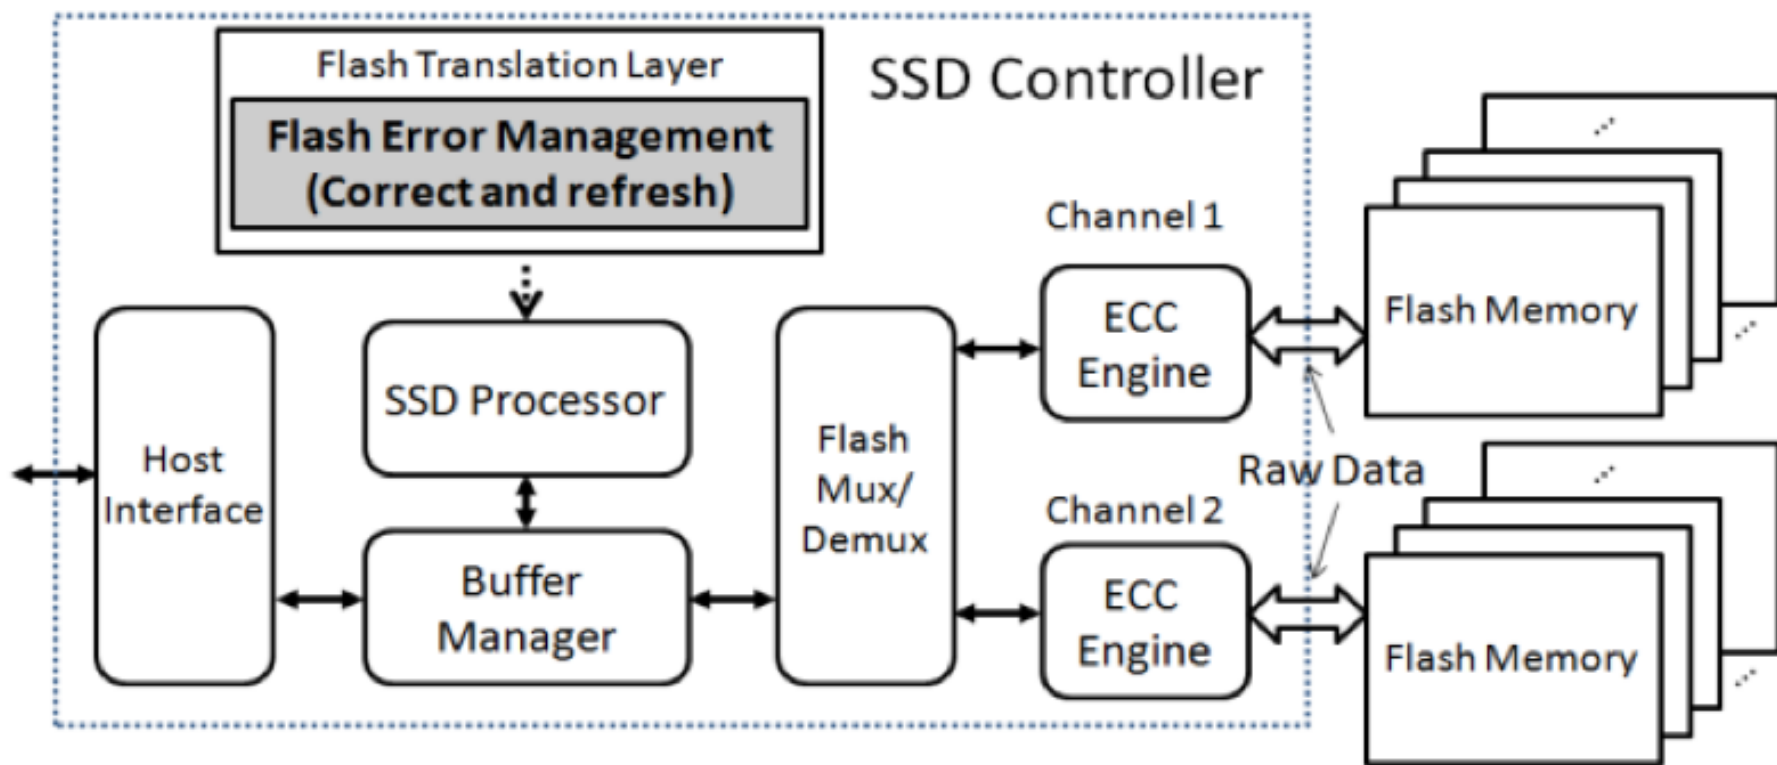 Flash Translation Layer
Flash Error Management
(Correct and refresh)
SSD Controller
Host
Interface
SSD Processor
Buffer
Manager
Flash
Mux/
Demux
Channel 1
ECC
Engine
Flash Memory
Raw Data
Channel 2
ECC
Engine
Flash Memory